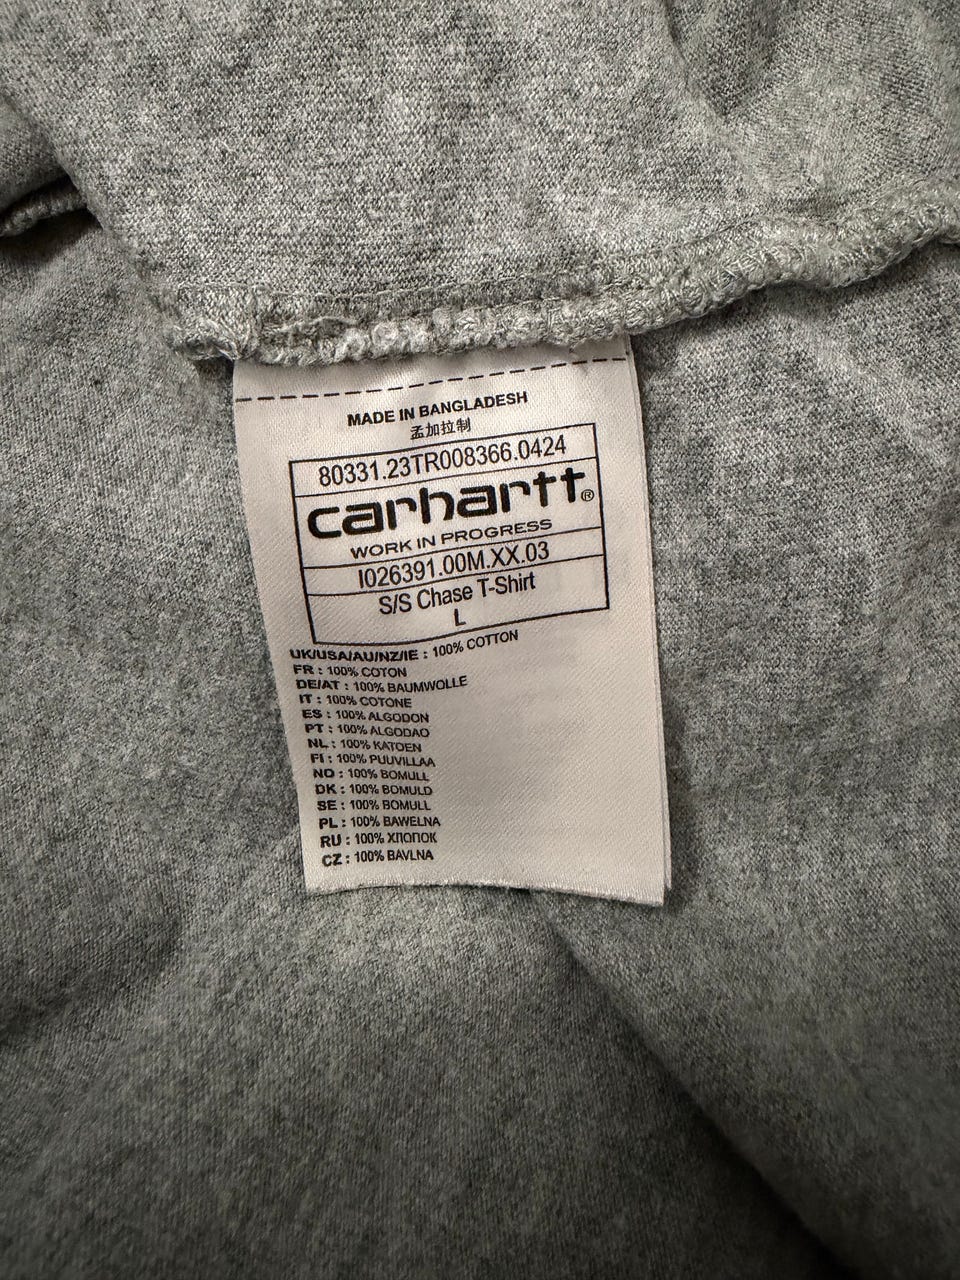 MADE IN BANGLADESH
孟加拉制
80331.23TR008366.0424
carhartt®
WORK IN PROGRESS
I026391.00M.XX.03
S/S Chase T-Shirt
L
UK/USA/AU/NZ/IE : 100% COTTON
FR : 100% COTON
DE/AT : 100% BAUMWOLLE
IT : 100% COTONE
ES : 100% ALGODON
PT : 100% ALGODAO
NL : 100% KATOEN
FI : 100% PUUVILLAA
NO : 100% BOMULL
DK : 100% BOMULD
SE : 100% BOMULL
PL : 100% BAWELNA
RU : 100% ХПОПОК
CZ : 100% BAVLNA